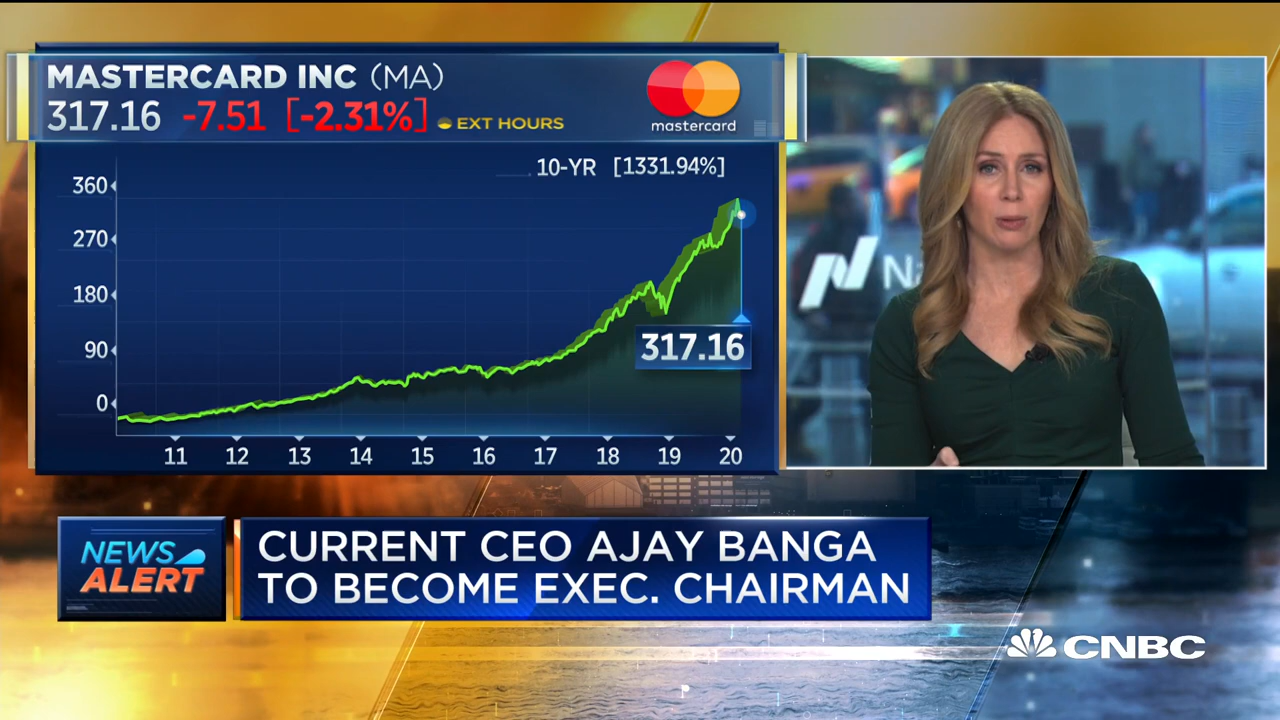 MASTERCARD INC (MA)
317.16 -7.51 [-2.31%] EXT HOURS
mastercard
10-YR [1331.94%]
360
270
180
90
0
317.16
11 12 13 14 15 16 17 18 19 20
Na
NEWS
ALERT
CURRENT CEO AJAY BANGA
TO BECOME EXEC. CHAIRMAN
CNBC
P